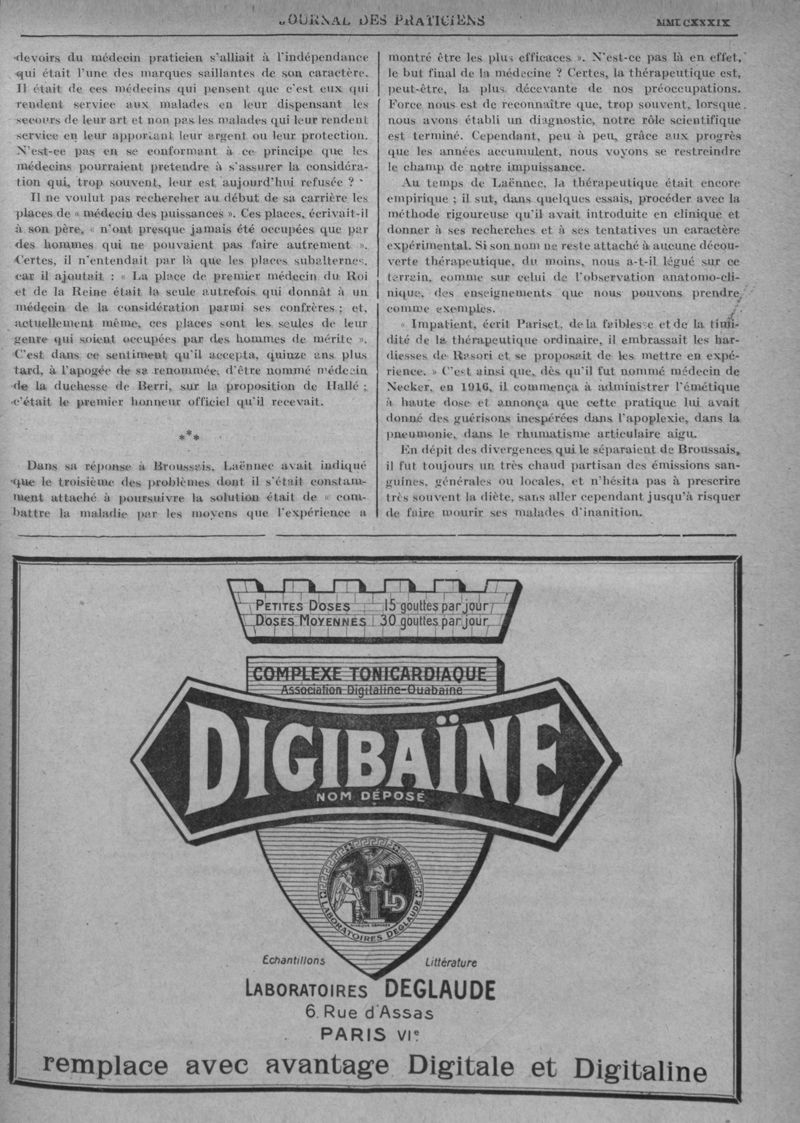 JOURNAL DES PRATICIENS
MMDCXXXIX
devoirs du médecin praticien s'alliait à l'indépendance
qui était l'une des marques saillantes de son caractère.
Il était de ces médecins qui pensent que c'est eux qui
rendent service aux malades en leur dispensant les
secours de leur art et non pas les malades qui leur rendent
service en leur apportant leur argent ou leur protection.
N'est-ce pas en se conformant à ce principe que les
médecins pourraient pretendre à s'assurer la considéra-
tion qui, trop souvent, leur est aujourd'hui refusée ?
Il ne voulut pas rechercher au début de sa carrière les
places de « médecin des puissances ». Ces places, écrivait-il
à son père, « n'ont presque jamais été occupées que par
des hommes qui ne pouvaient pas faire autrement ».
Certes, il n'entendait par là que les places subalternes,
car il ajoutait : « La place de premier médecin du Roi
et de la Reine était la seule autrefois qui donnât à un
médecin de la considération parmi ses confrères ; et,
actuellement même, ces places sont les seules de leur
genre qui soient occupées par des hommes de mérite ».
C'est dans ce sentiment qu'il accepta, quinze ans plus
tard, à l'apogée de sa renommée, d'être nommé médecin
de la duchesse de Berri, sur la proposition de Hallé ;
c'était le premier honneur officiel qu'il recevait.
***
Dans sa réponse à Broussais, Laënnec avait indiqué
que le troisième des problèmes dont il s'était constam-
ment attaché à poursuivre la solution était de « com-
battre la maladie par les moyens que l'expérience a
montré être les plus efficaces ». N'est-ce pas là en effet,
le but final de la médecine ? Certes, la thérapeutique est,
peut-être, la plus décevante de nos préoccupations.
Force nous est de reconnaître que, trop souvent, lorsque
nous avons établi un diagnostic, notre rôle scientifique
est terminé. Cependant, peu à peu, grâce aux progrès
que les années accumulent, nous voyons se restreindre
le champ de notre impuissance.
Au temps de Laënnec, la thérapeutique était encore
empirique ; il sut, dans quelques essais, procéder avec la
méthode rigoureuse qu'il avait introduite en clinique et
donner à ses recherches et à ses tentatives un caractère
expérimental. Si son nom ne reste attaché à aucune décou-
verte thérapeutique, du moins, nous a-t-il légué sur ce
terrain, comme sur celui de l'observation anatomo-cli-
nique, des enseignements que nous pouvons prendre
comme exemples.
« Impatient, écrit Pariset, de la faiblesse et de la timi-
dité de la thérapeutique ordinaire, il embrassait les har-
diesses de Rasori et se proposait de les mettre en expé-
rience. » C'est ainsi que, dès qu'il fut nommé médecin de
Necker, en 1916, il commença à administrer l'émétique
à haute dose et annonça que cette pratique lui avait
donné des guérisons inespérées dans l'apoplexie, dans la
pneumonie, dans le rhumatisme articulaire aigu.
En dépit des divergences qui le séparaient de Broussais,
il fut toujours un très chaud partisan des émissions san-
guines, générales ou locales, et n'hésita pas à prescrire
très souvent la diète, sans aller cependant jusqu'à risquer
de faire mourir ses malades d'inanition.
PETITES DOSES 15 gouttes par jour
DOSES MOYENNES 30 gouttes par jour
COMPLEXE TONICARDIAQUE
Association Digitaline-Ouabaïne
DIGIBAÏNE
NOM DÉPOSÉ
LD
LABORATOIRES DEGLAUDE
Échantillons
Littérature
LABORATOIRES DEGLAUDE
6. Rue d'Assas
PARIS VIe
remplace avec avantage Digitale et Digitaline